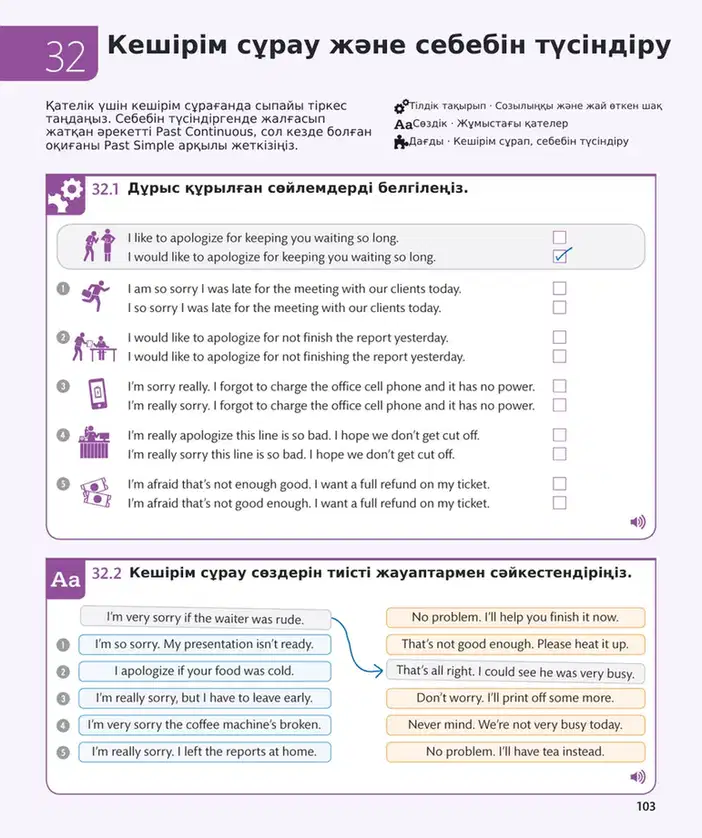 32
Кешірім сұрау және себебін түсіндіру
Қателік үшін кешірім сұрағанда сыпайы тіркес
таңдаңыз. Себебін түсіндіргенде жалғасып
жатқан әрекетті Past Continuous, сол кезде болған
оқиғаны Past Simple арқылы жеткізіңіз.
Тілдік тақырып · Созылыңқы және жай өткен шақ
Aa Сөздік · Жұмыстағы қателер
Дағды · Кешірім сұрап, себебін түсіндіру
32.1 Дұрыс құрылған сөйлемдерді белгілеңіз.
I like to apologize for keeping you waiting so long.
I would like to apologize for keeping you waiting so long.
1 I am so sorry I was late for the meeting with our clients today.
I so sorry I was late for the meeting with our clients today.
2 I would like to apologize for not finish the report yesterday.
I would like to apologize for not finishing the report yesterday.
3 I'm sorry really. I forgot to charge the office cell phone and it has no power.
I'm really sorry. I forgot to charge the office cell phone and it has no power.
4 I'm really apologize this line is so bad. I hope we don't get cut off.
I'm really sorry this line is so bad. I hope we don't get cut off.
5 I'm afraid that's not enough good. I want a full refund on my ticket.
I'm afraid that's not good enough. I want a full refund on my ticket.
Aa 32.2 Кешірім сұрау сөздерін тиісті жауаптармен сәйкестендіріңіз.
I'm very sorry if the waiter was rude.
1 I'm so sorry. My presentation isn't ready.
2 I apologize if your food was cold.
3 I'm really sorry, but I have to leave early.
4 I'm very sorry the coffee machine's broken.
5 I'm really sorry. I left the reports at home.
No problem. I'll help you finish it now.
That's not good enough. Please heat it up.
That's all right. I could see he was very busy.
Don't worry. I'll print off some more.
Never mind. We're not very busy today.
No problem. I'll have tea instead.
103